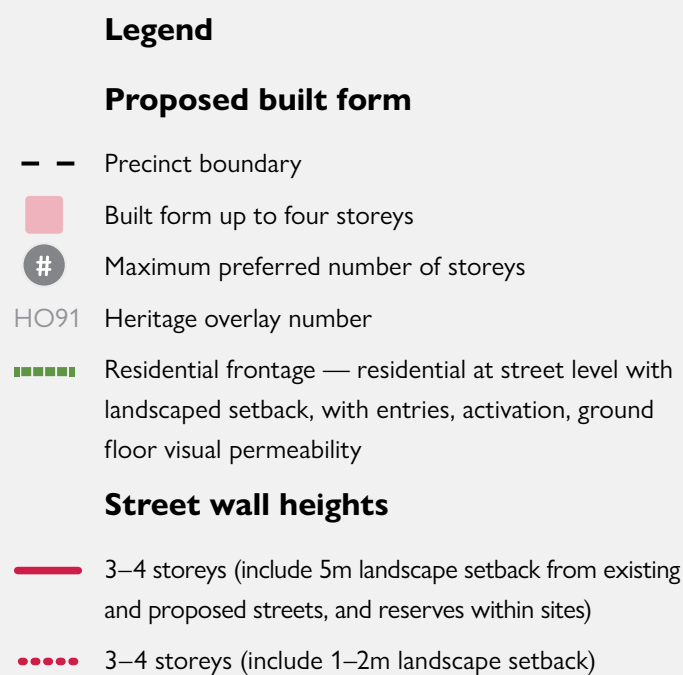 Legend
Proposed built form
Precinct boundary
Built form up to four storeys
# Maximum preferred number of storeys
HO91 Heritage overlay number
Residential frontage — residential at street level with
landscaped setback, with entries, activation, ground
floor visual permeability
Street wall heights
3–4 storeys (include 5m landscape setback from existing
and proposed streets, and reserves within sites)
3–4 storeys (include 1–2m landscape setback)